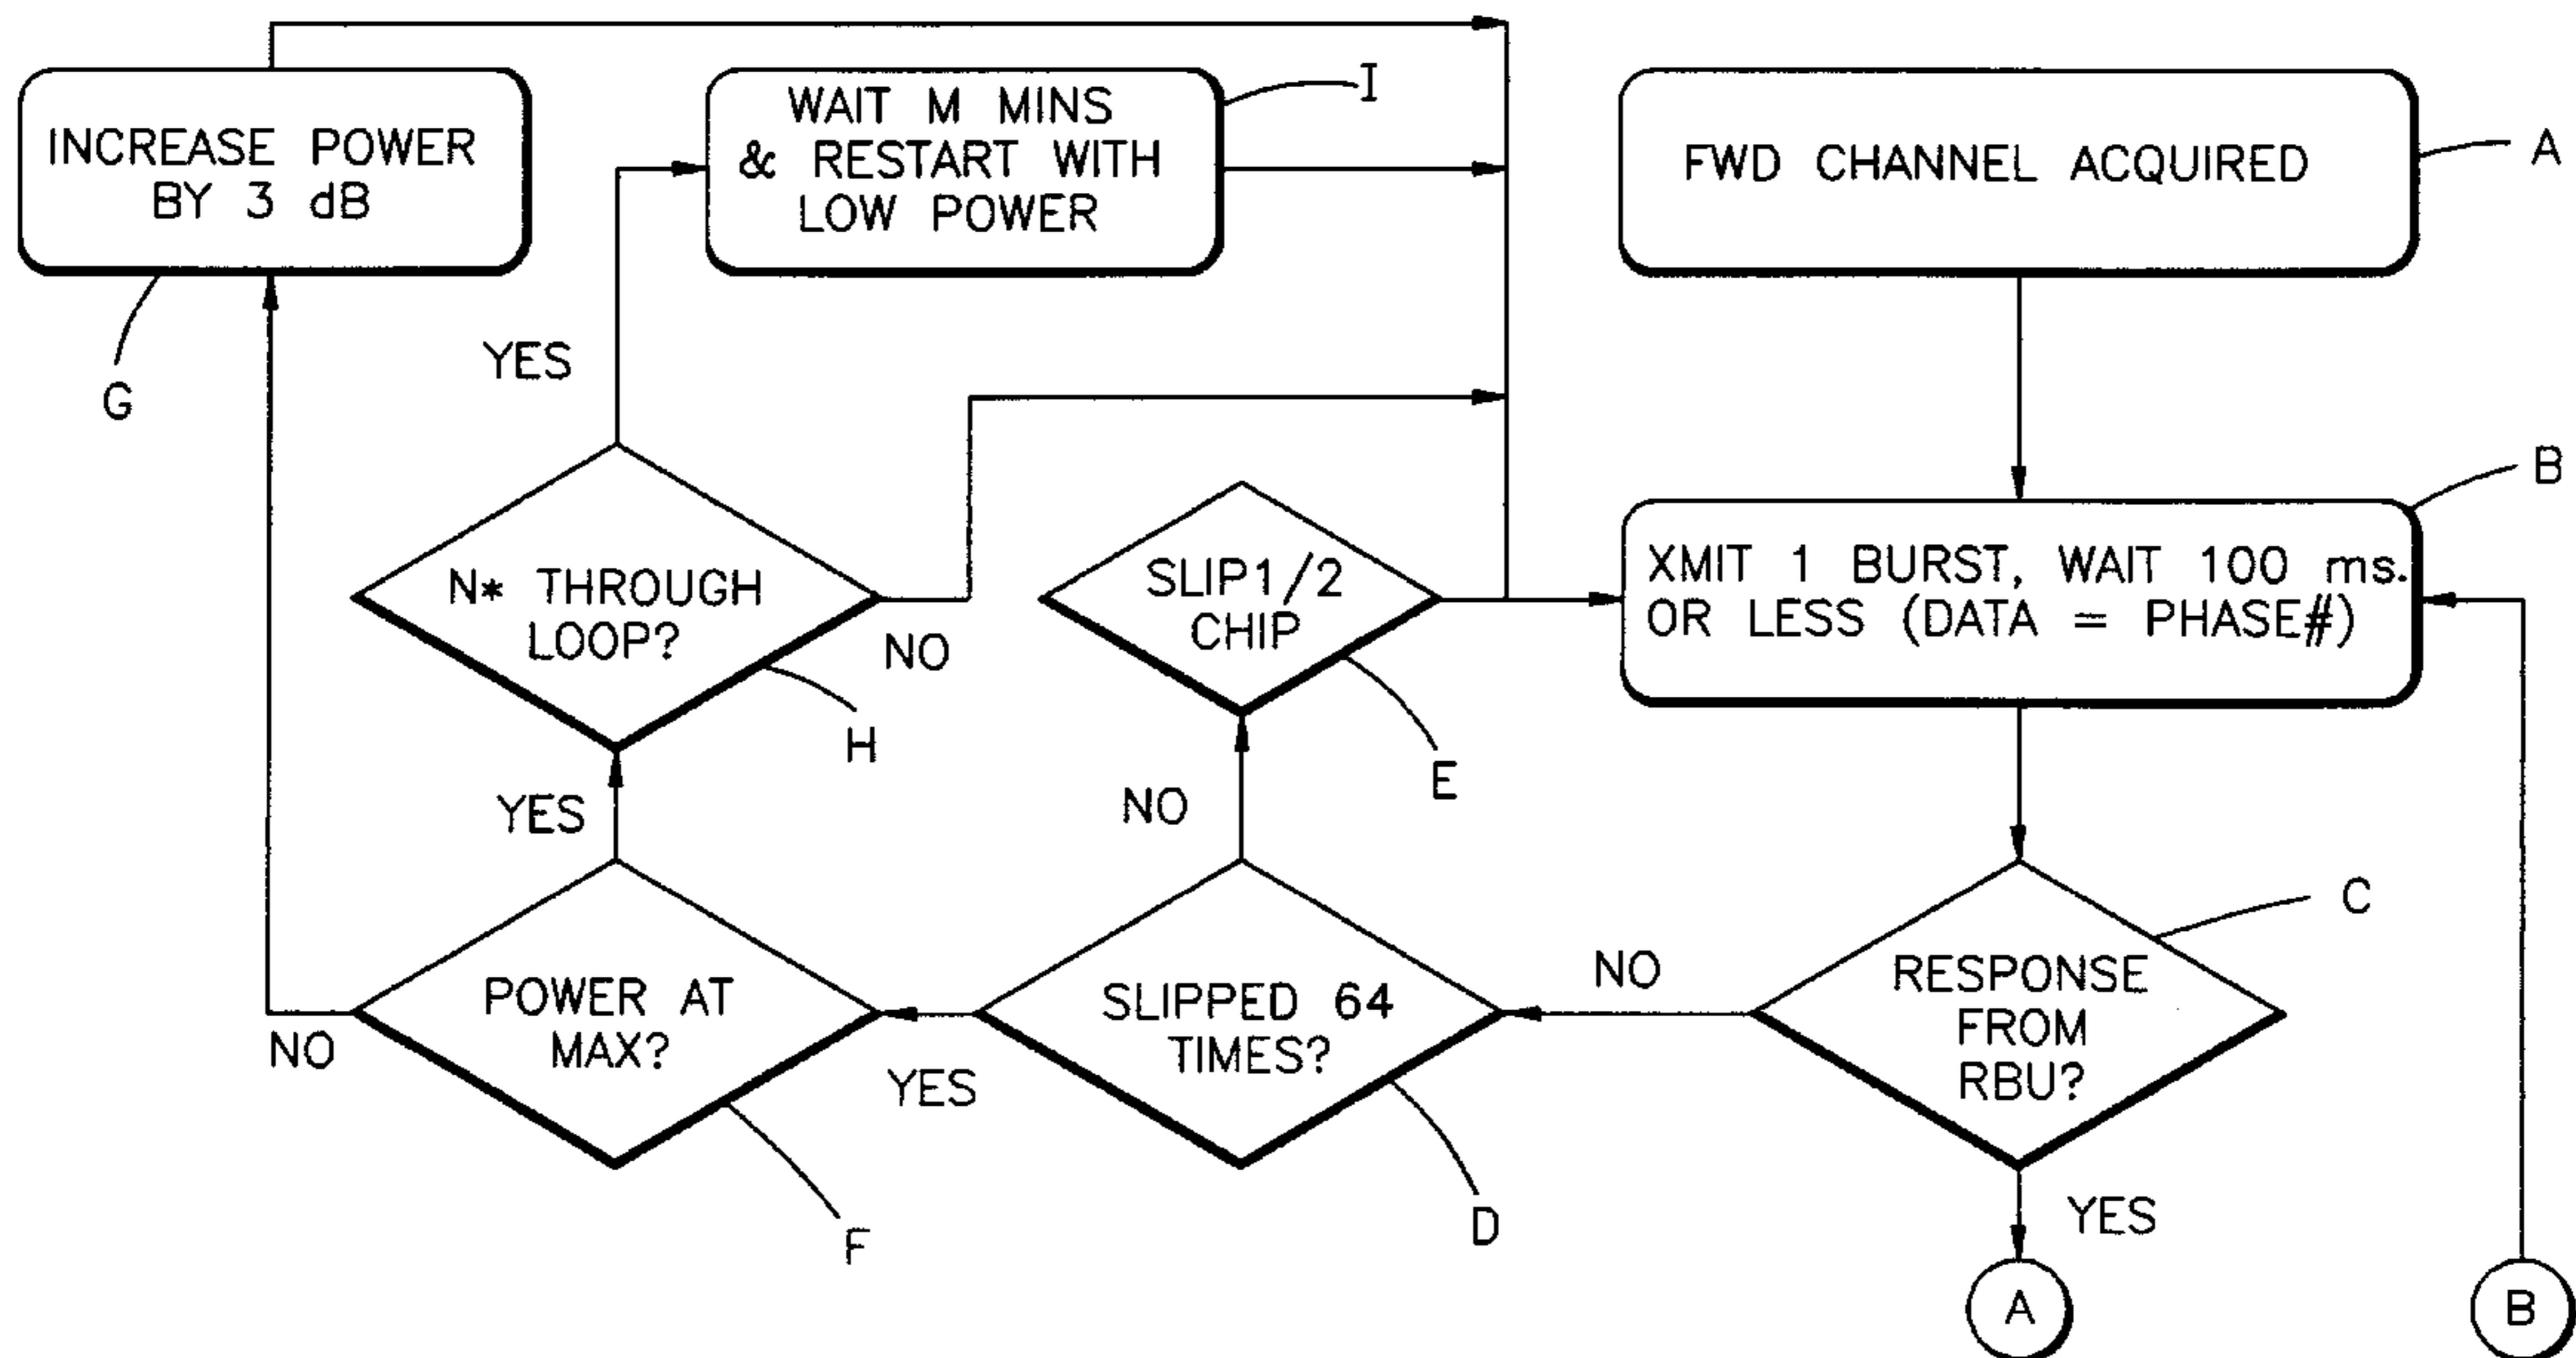 INCREASE POWER
BY 3 dB
G
WAIT M MINS
& RESTART WITH
LOW POWER
I
FWD CHANNEL ACQUIRED
A
YES
N* THROUGH
LOOP?
NO
H
SLIP1/2
CHIP
E
XMIT 1 BURST, WAIT 100 ms.
OR LESS (DATA = PHASE#)
B
YES
NO
POWER AT
MAX?
NO
F
YES
SLIPPED 64
TIMES?
D
NO
RESPONSE
FROM
RBU?
C
YES
A
B